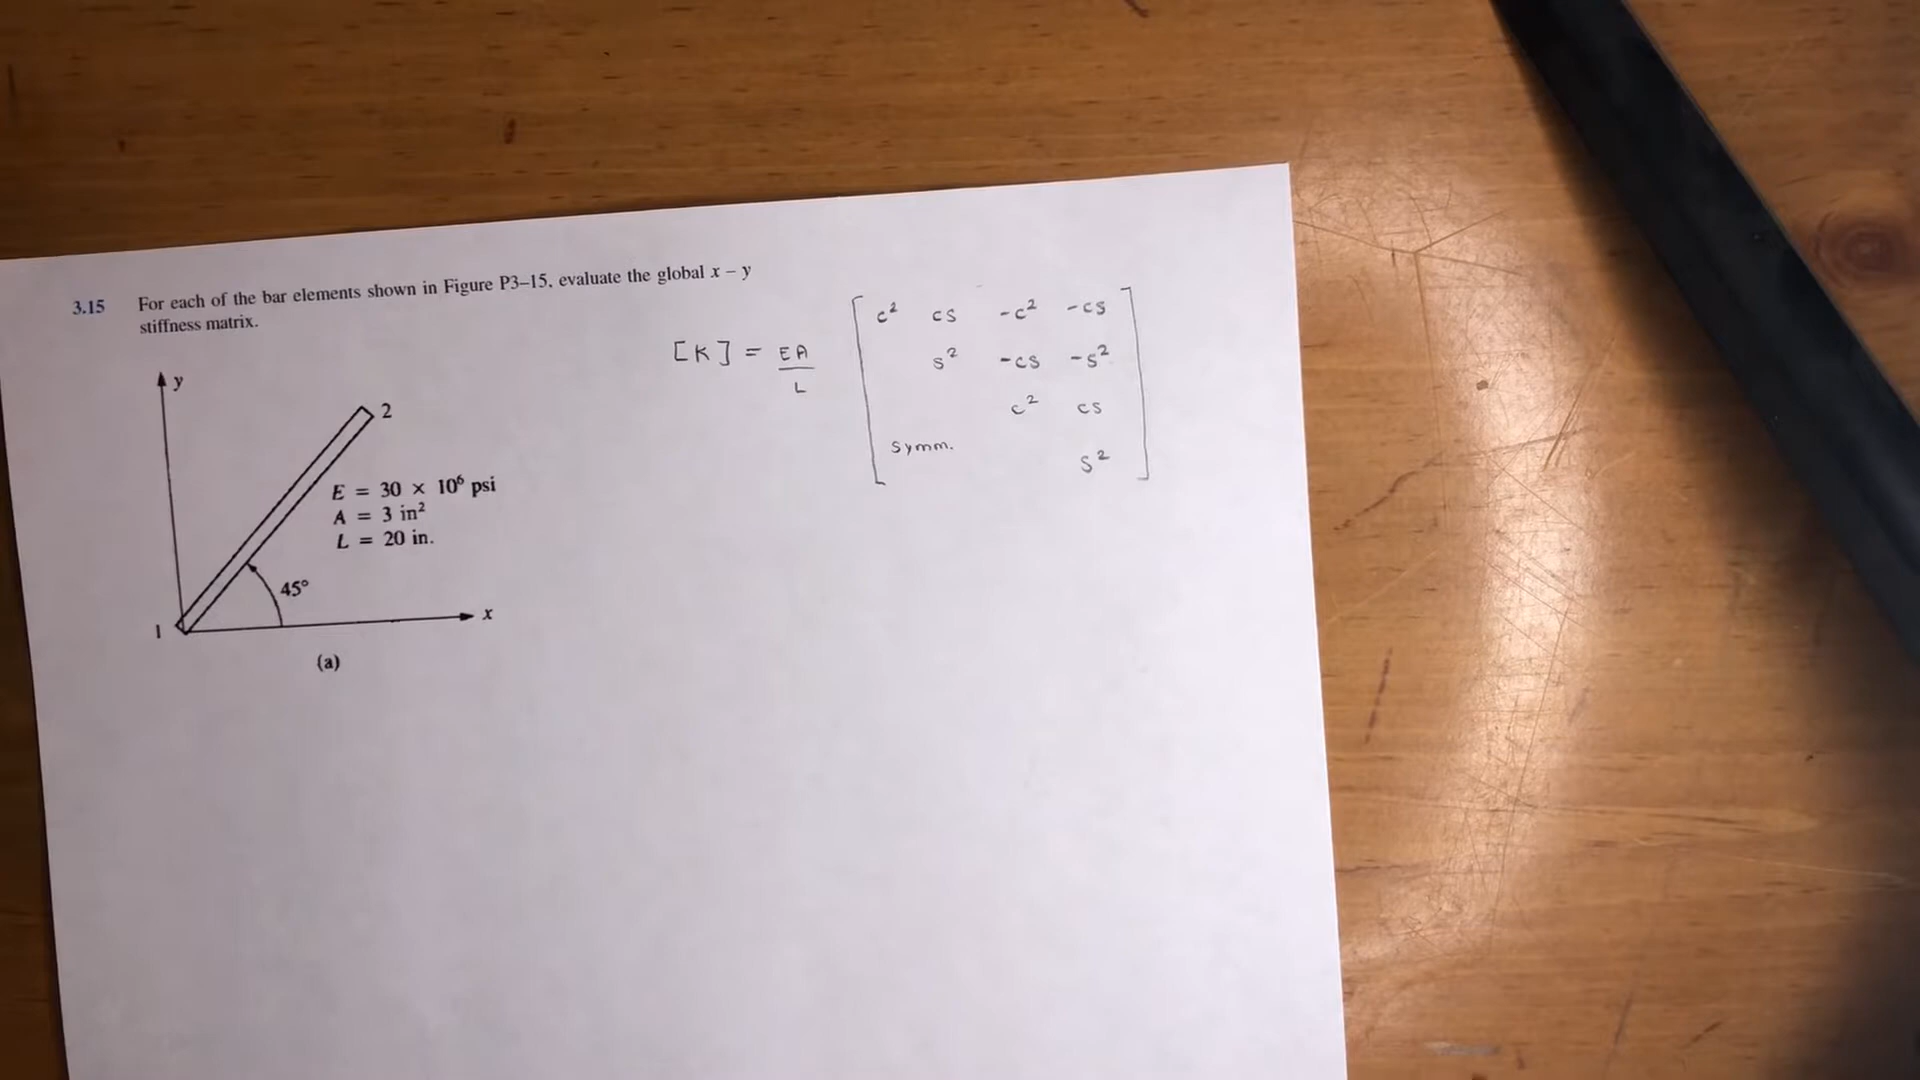 3.15 For each of the bar elements shown in Figure P3–15, evaluate the global x – y
stiffness matrix.
y
2
E = 30 × 10⁶ psi
A = 3 in²
L = 20 in.
45°
1
x
(a)
[K] = EA
L
c² cs -c² -cs
s² -cs -s²
c² cs
Symm.
s²